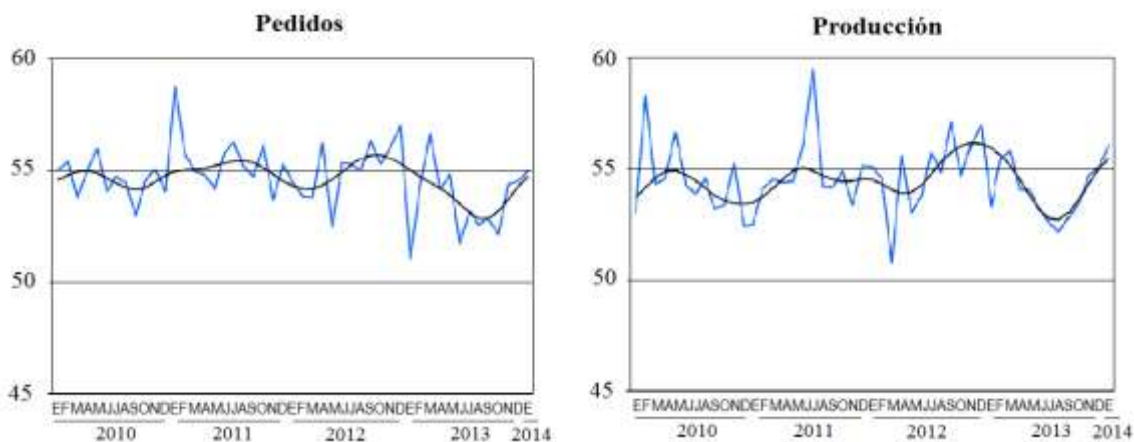 Pedidos
60
55
50
45
EFMAMJJASONDEFMAMJJASONDEFMAMJJASONDEFMAMJJASONDE
2010 2011 2012 2013 2014
Producción
60
55
50
45
EFMAMJJASONDEFMAMJJASONDEFMAMJJASONDEFMAMJJASONDE
2010 2011 2012 2013 2014